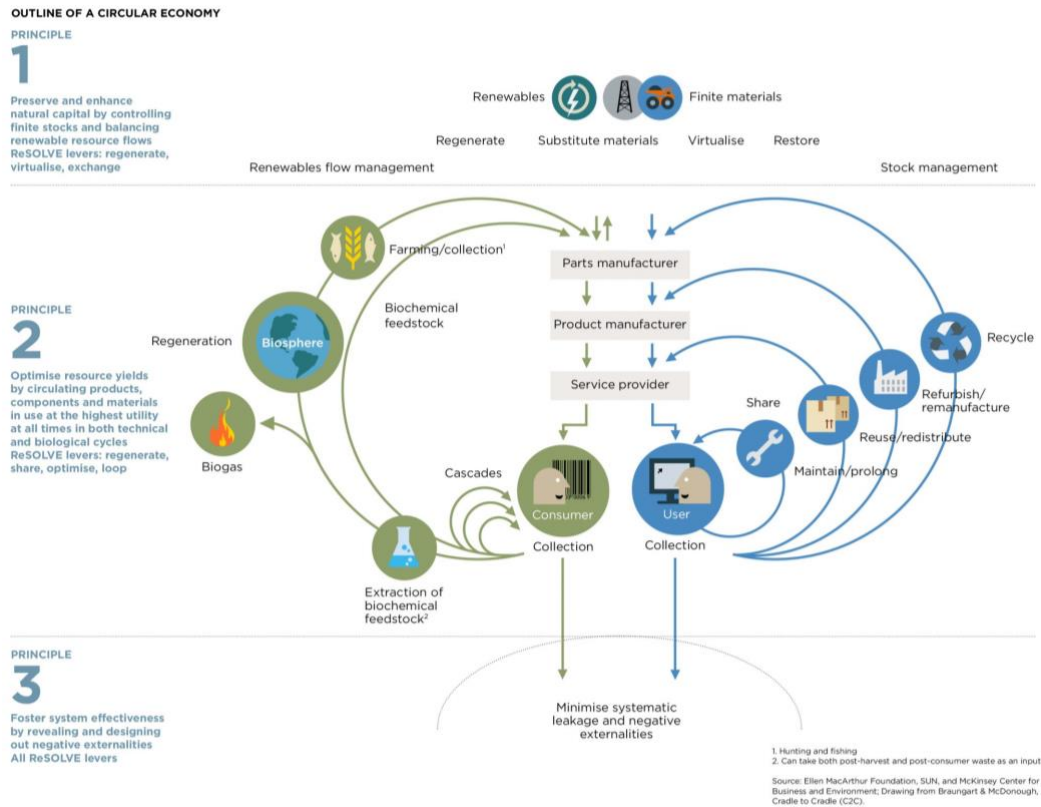 OUTLINE OF A CIRCULAR ECONOMY
PRINCIPLE
1
Preserve and enhance
natural capital by controlling
finite stocks and balancing
renewable resource flows
ReSOLVE levers: regenerate,
virtualise, exchange
Renewables
Finite materials
Regenerate
Substitute materials
Virtualise
Restore
Renewables flow management
Stock management
PRINCIPLE
2
Optimise resource yields
by circulating products,
components and materials
in use at the highest utility
at all times in both technical
and biological cycles
ReSOLVE levers: regenerate,
share, optimise, loop
Farming/collection¹
Biochemical
feedstock
Regeneration
Biosphere
Biogas
Cascades
Extraction of
biochemical
feedstock²
Parts manufacturer
Product manufacturer
Service provider
Consumer
Collection
User
Collection
Share
Maintain/prolong
Reuse/redistribute
Refurbish/
remanufacture
Recycle
PRINCIPLE
3
Foster system effectiveness
by revealing and designing
out negative externalities
All ReSOLVE levers
Minimise systematic
leakage and negative
externalities
1. Hunting and fishing
2. Can take both post-harvest and post-consumer waste as an input
Source: Ellen MacArthur Foundation, SUN, and McKinsey Center for
Business and Environment; Drawing from Braungart & McDonough,
Cradle to Cradle (C2C).